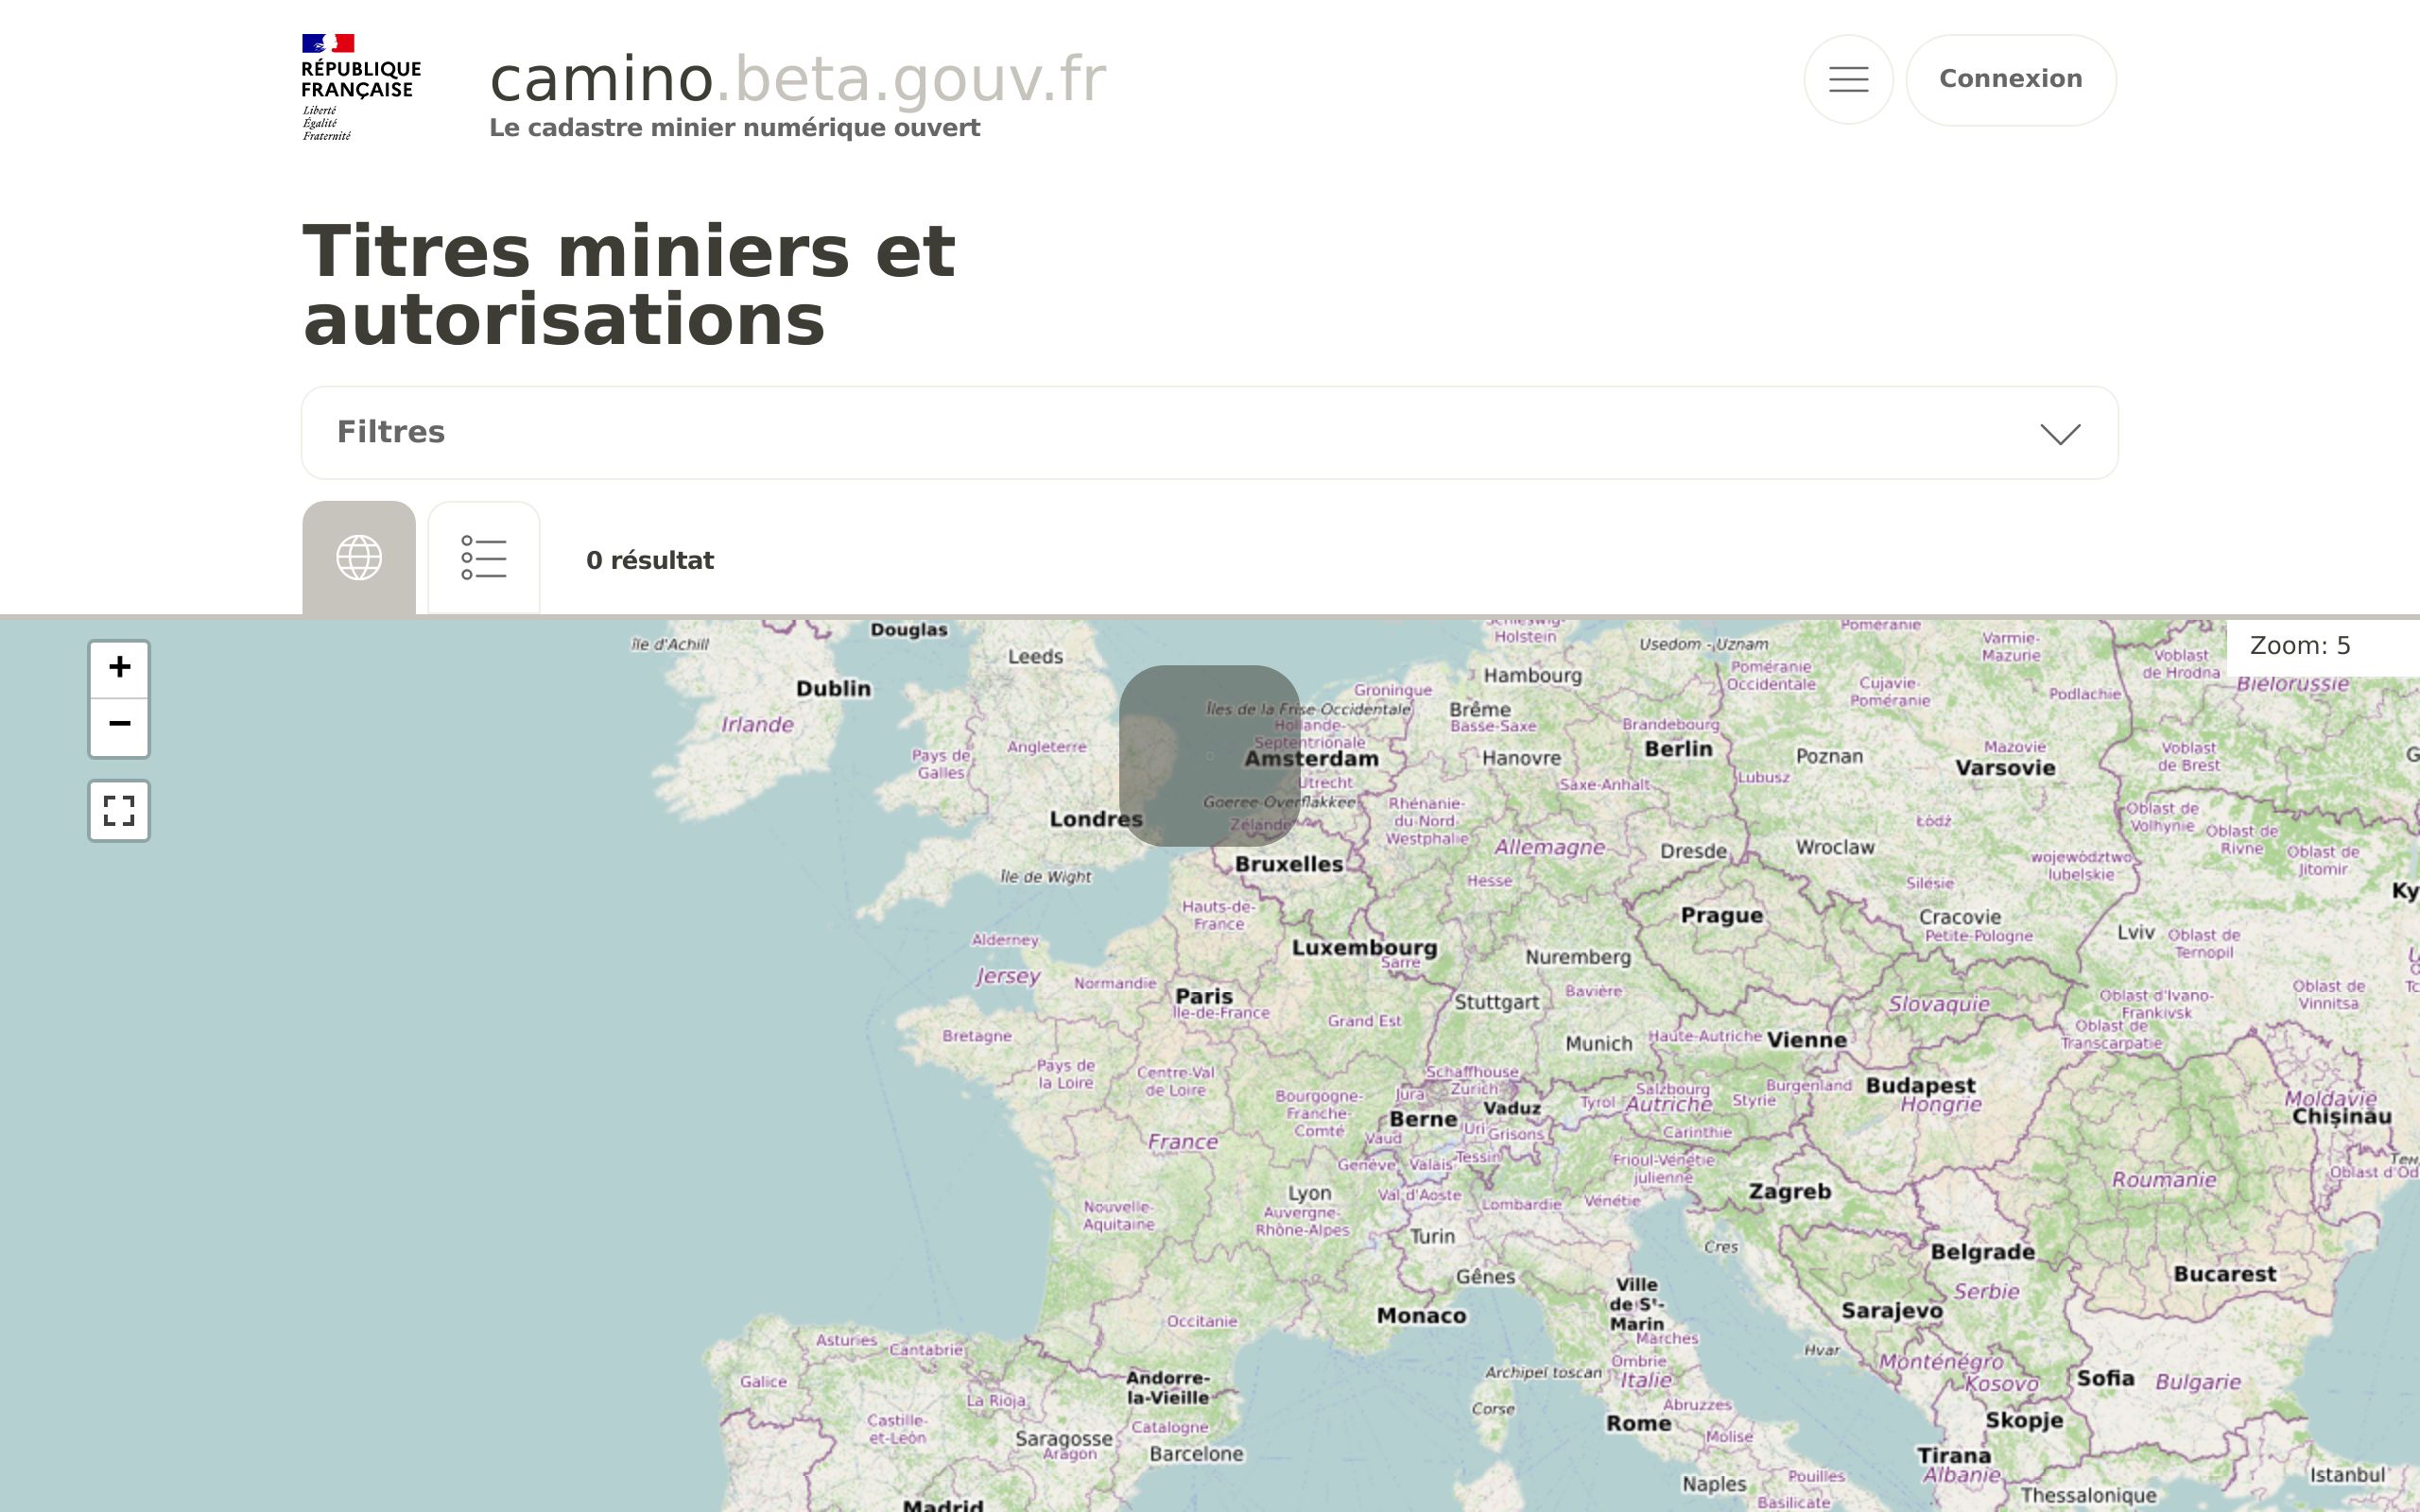 RÉPUBLIQUE
FRANÇAISE
Liberté
Égalité
Fraternité
camino.beta.gouv.fr
Le cadastre minier numérique ouvert
Connexion
Titres miniers et
autorisations
Filtres
0 résultat
+
−
Zoom: 5
île d'Achill
Douglas
Leeds
Holstein
Usedom - Uznam
Poméranie
Varmie-
Mazurie
Voblast
de Hrodna
Biélorussie
Dublin
Irlande
Groningue
Hambourg
Poméranie
Occidentale
Cujavie-
Poméranie
Podlachie
Îles de la Frise-Occidentale
Brême
Basse-Saxe
Brandebourg
Hollande-
Septentrionale
Pays de
Galles
Angleterre
Amsterdam
Hanovre
Berlin
Poznan
Mazovie
Varsovie
Voblast
de Brest
Utrecht
Saxe-Anhalt
Lubusz
Goeree-Overflakkee
Londres
Zélande
Rhénanie-
du-Nord-
Westphalie
Łódź
Oblast de
Volhynie
Oblast de
Rivne
Oblast de
Jitomir
Bruxelles
Allemagne
Dresde
Wroclaw
województwo
lubelskie
Île de Wight
Hesse
Silésie
Ky
Hauts-de-
France
Prague
Cracovie
Petite-Pologne
Lviv
Oblast de
Ternopil
Alderney
Jersey
Luxembourg
Sarre
Nuremberg
Normandie
Paris
Île-de-France
Stuttgart
Bavière
Slovaquie
Oblast d'Ivano-
Frankivsk
Oblast de
Vinnitsa
Bretagne
Grand Est
Munich
Haute-Autriche
Vienne
Oblast de
Transcarpatie
Pays de
la Loire
Centre-Val
de Loire
Schaffhouse
Zurich
Jura
Salzbourg
Burgenland
Budapest
Hongrie
Moldavie
Chișinău
Bourgogne-
Franche-
Comté
Berne
Vaduz
Tyrol
Autriche
Styrie
Vaud
Uri
Grisons
Carinthie
France
Genève
Valais
Tessin
Frioul-Vénétie
julienne
Roumanie
Oblast d'Od
Lyon
Auvergne-
Rhône-Alpes
Val d'Aoste
Lombardie
Vénétie
Zagreb
Nouvelle-
Aquitaine
Turin
Cres
Belgrade
Serbie
Bucarest
Gênes
Ville
de Sᵗ-
Marin
Marches
Sarajevo
Monaco
Occitanie
Asturies
Cantabrie
Hvar
Monténégro
Kosovo
Sofia
Bulgarie
Galice
La Rioja
Andorre-
la-Vieille
Archipel toscan
Ombrie
Italie
Corse
Abruzzes
Rome
Skopje
Castille-
et-León
Catalogne
Saragosse
Aragon
Barcelone
Molise
Tirana
Albanie
Naples
Pouilles
Basilicate
Istanbul
Thessalonique
Madrid